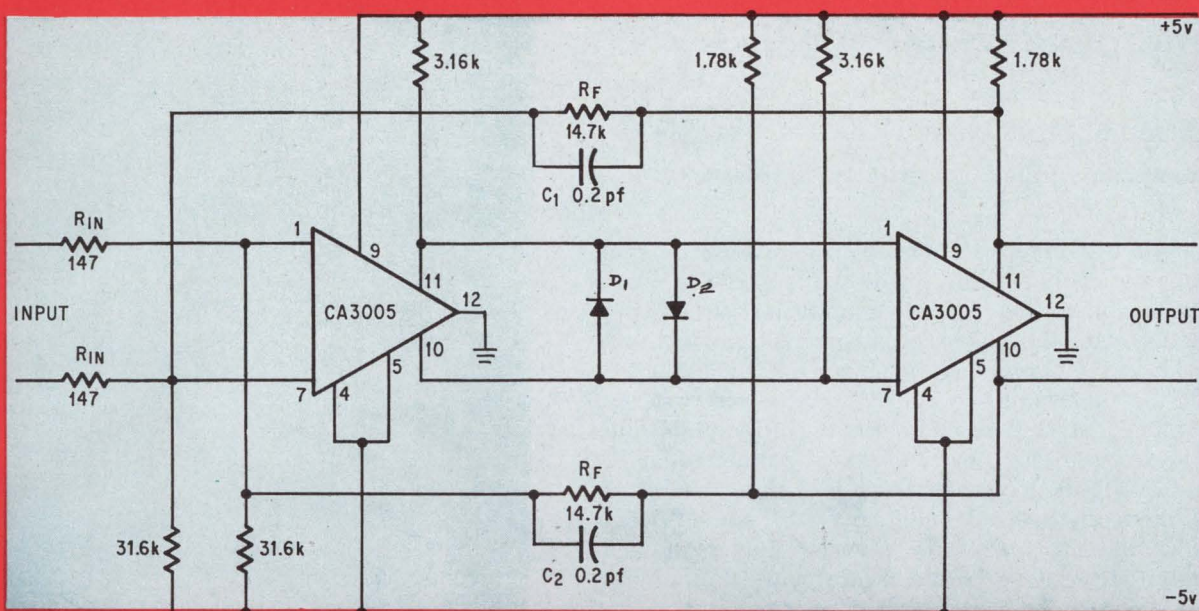 +5v
3.16k
1.78k
3.16k
1.78k
RF
14.7k
C1 0.2pf
RIN
147
1
9
11
12
CA3005
10
5
4
7
D1
D2
1
9
11
12
CA3005
10
5
4
7
INPUT
OUTPUT
RIN
147
RF
14.7k
C2 0.2pf
31.6k
31.6k
-5v